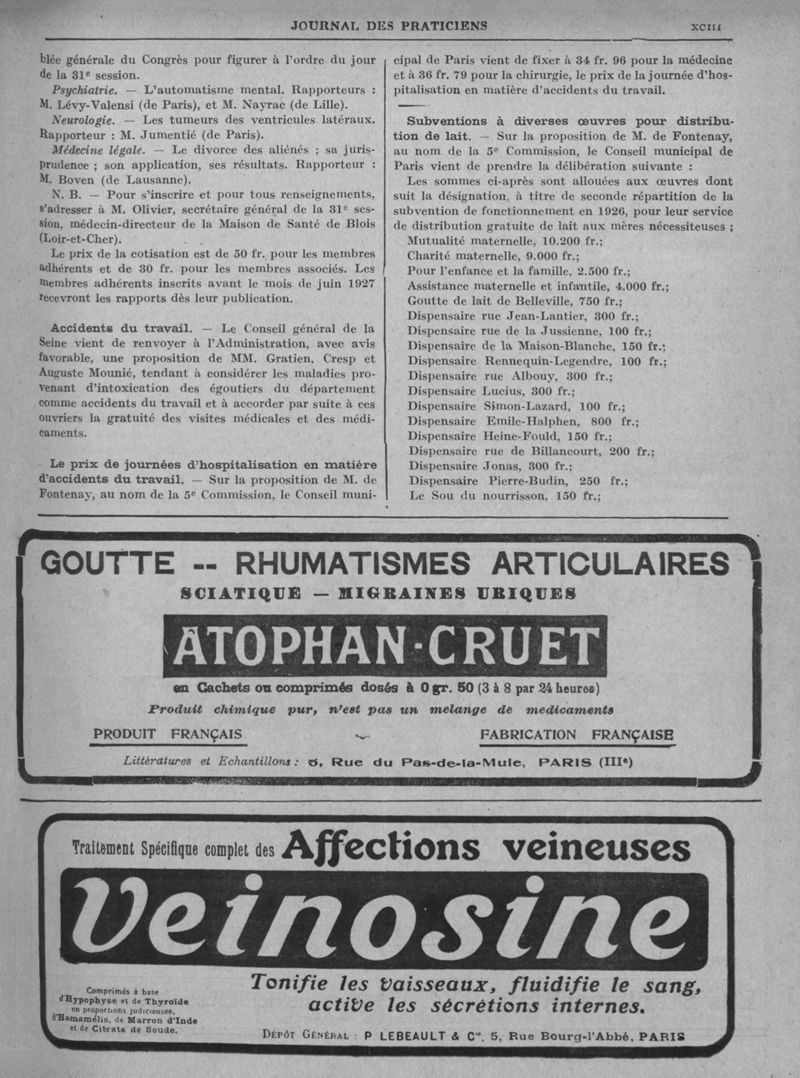 JOURNAL DES PRATICIENS
XCIII
blée générale du Congrès pour figurer à l'ordre du jour
de la 31e session.
Psychiatrie. — L'automatisme mental. Rapporteurs :
M. Lévy-Valensi (de Paris), et M. Nayrac (de Lille).
Neurologie. — Les tumeurs des ventricules latéraux.
Rapporteur : M. Jumentié (de Paris).
Médecine légale. — Le divorce des aliénés ; sa juris-
prudence ; son application, ses résultats. Rapporteur :
M. Boven (de Lausanne).
N. B. — Pour s'inscrire et pour tous renseignements,
s'adresser à M. Olivier, secrétaire général de la 31e ses-
sion, médecin-directeur de la Maison de Santé de Blois
(Loir-et-Cher).
Le prix de la cotisation est de 50 fr. pour les membres
adhérents et de 30 fr. pour les membres associés. Les
membres adhérents inscrits avant le mois de juin 1927
recevront les rapports dès leur publication.
Accidents du travail. — Le Conseil général de la
Seine vient de renvoyer à l'Administration, avec avis
favorable, une proposition de MM. Gratien, Cresp et
Auguste Mounié, tendant à considérer les maladies pro-
venant d'intoxication des égoutiers du département
comme accidents du travail et à accorder par suite à ces
ouvriers la gratuité des visites médicales et des médi-
caments.
Le prix de journées d'hospitalisation en matière
d'accidents du travail. — Sur la proposition de M. de
Fontenay, au nom de la 5e Commission, le Conseil muni-
cipal de Paris vient de fixer à 34 fr. 96 pour la médecine
et à 36 fr. 79 pour la chirurgie, le prix de la journée d'hos-
pitalisation en matière d'accidents du travail.
Subventions à diverses œuvres pour distribu-
tion de lait. — Sur la proposition de M. de Fontenay,
au nom de la 5e Commission, le Conseil municipal de
Paris vient de prendre la délibération suivante :
Les sommes ci-après sont allouées aux œuvres dont
suit la désignation, à titre de seconde répartition de la
subvention de fonctionnement en 1926, pour leur service
de distribution gratuite de lait aux mères nécessiteuses ;
Mutualité maternelle, 10.200 fr.;
Charité maternelle, 9.000 fr.;
Pour l'enfance et la famille, 2.500 fr.;
Assistance maternelle et infantile, 4.000 fr.;
Goutte de lait de Belleville, 750 fr.;
Dispensaire rue Jean-Lantier, 300 fr.;
Dispensaire rue de la Jussienne, 100 fr.;
Dispensaire de la Maison-Blanche, 150 fr.;
Dispensaire Rennequin-Legendre, 100 fr.;
Dispensaire rue Albouy, 300 fr.;
Dispensaire Lucius, 300 fr.;
Dispensaire Simon-Lazard, 100 fr.;
Dispensaire Emile-Halphen, 800 fr.;
Dispensaire Heine-Fould, 150 fr.;
Dispensaire rue de Billancourt, 200 fr.;
Dispensaire Jonas, 300 fr.;
Dispensaire Pierre-Budin, 250 fr.;
Le Sou du nourrisson, 150 fr.;
GOUTTE -- RHUMATISMES ARTICULAIRES
SCIATIQUE — MIGRAINES URIQUES
ATOPHAN-CRUET
en Cachets ou comprimés dosés à 0 gr. 50 (3 à 8 par 24 heures)
Produit chimique pur, n'est pas un melange de medicaments
PRODUIT FRANÇAIS
FABRICATION FRANÇAISE
Littératures et Echantillons : 6, Rue du Pas-de-la-Mule, PARIS (IIIe)
Traitement Spécifique complet des Affections veineuses
Veinosine
Comprimés à base
d'Hypophyse et de Thyroïde
en proportions judicieuses,
d'Hamamélis, de Marron d'Inde
et de Citrate de Soude.
Tonifie les vaisseaux, fluidifie le sang,
active les sécrétions internes.
DÉPÔT GÉNÉRAL : P LEBEAULT & Cie, 5, Rue Bourg-l'Abbé, PARIS